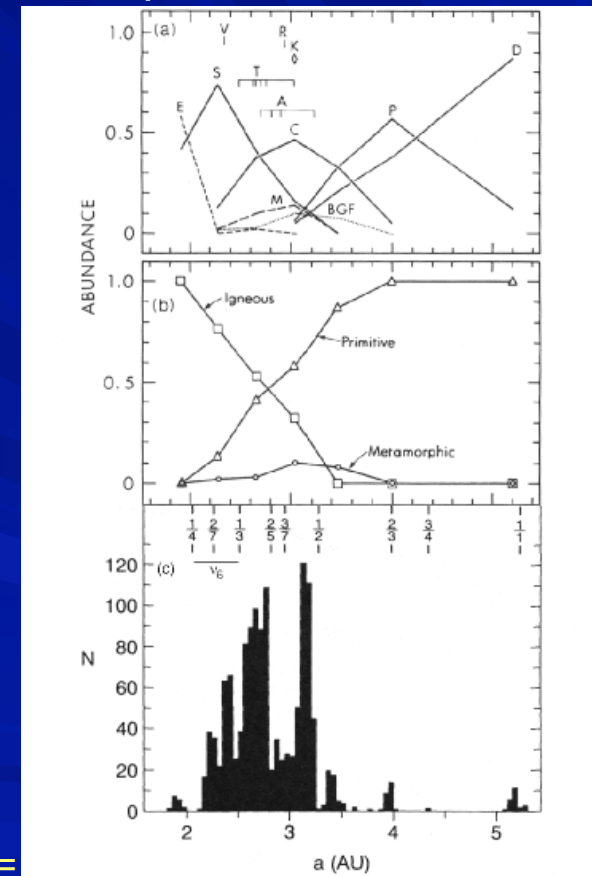 (a)
V
R
K
D
S
T
E
A
P
C
M
BGF
1.0
0.5
0
ABUNDANCE
(b)
Igneous
Primitive
Metamorphic
1.0
0.5
0
1/4 2/7 1/3 2/5 3/7 1/2 2/3 3/4 1/1
(c)
ν6
N
120
100
80
60
40
20
0
2 3 4 5
a (AU)
=